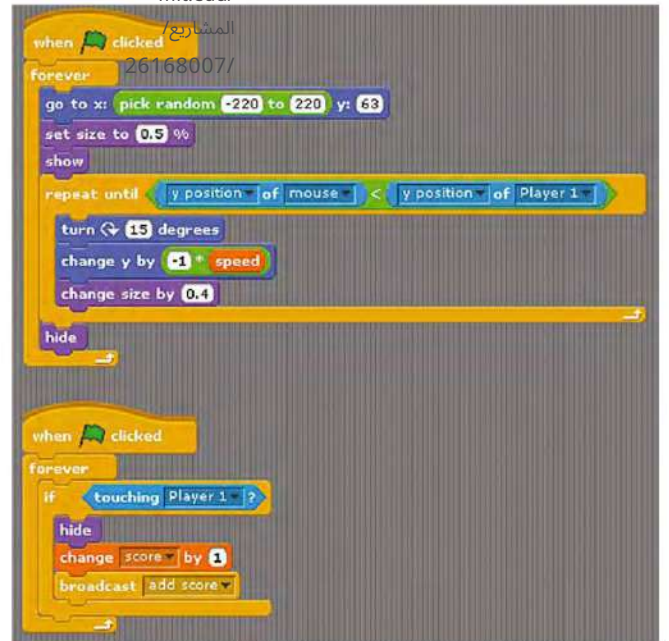 المشاريع/
26168007/
when clicked
forever
go to x: pick random -220 to 220 y: 63
set size to 0.5 %
show
repeat until y position of mouse < y position of Player 1
turn 15 degrees
change y by -1 * speed
change size by 0.4
hide
when clicked
forever
if touching Player 1 ?
hide
change score by 1
broadcast add score